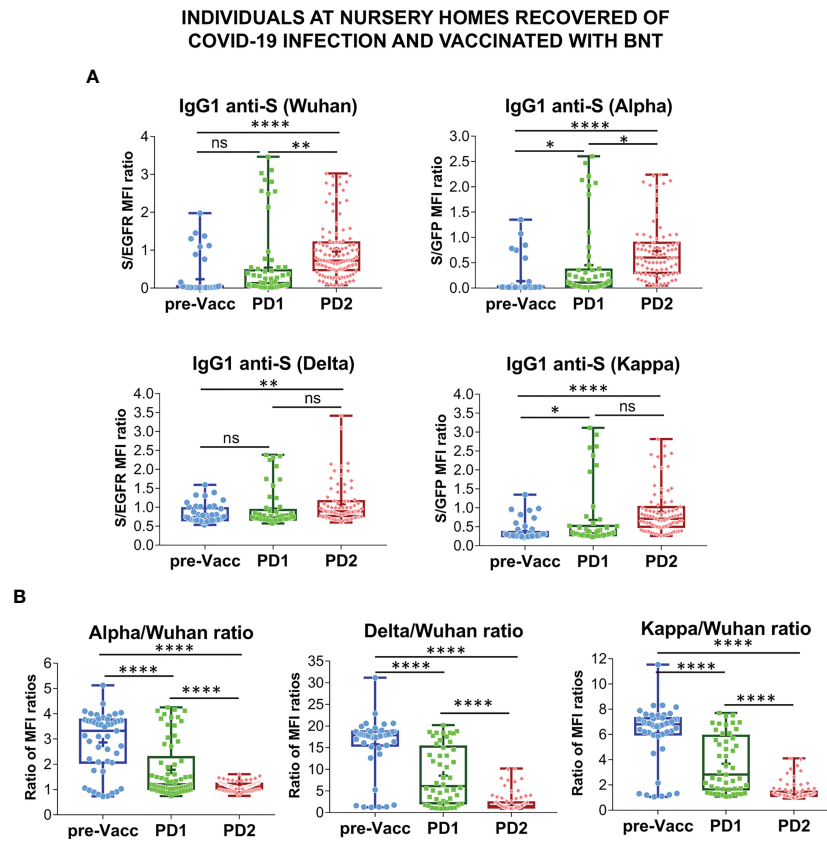 INDIVIDUALS AT NURSERY HOMES RECOVERED OF
COVID-19 INFECTION AND VACCINATED WITH BNT
A
IgG1 anti-S (Wuhan)
S/EGFR MFI ratio
4
3
2
1
0
****
ns
**
pre-Vacc PD1 PD2
IgG1 anti-S (Alpha)
S/GFP MFI ratio
3.0
2.5
2.0
1.5
1.0
0.5
0.0
****
*
*
pre-Vacc PD1 PD2
IgG1 anti-S (Delta)
S/EGFR MFI ratio
4.0
3.5
3.0
2.5
2.0
1.5
1.0
0.5
0.0
**
ns
ns
pre-Vacc PD1 PD2
IgG1 anti-S (Kappa)
S/GFP MFI ratio
4.0
3.5
3.0
2.5
2.0
1.5
1.0
0.5
0.0
****
*
ns
pre-Vacc PD1 PD2
B
Alpha/Wuhan ratio
Ratio of MFI ratios
6
5
4
3
2
1
0
****
****
****
pre-Vacc PD1 PD2
Delta/Wuhan ratio
Ratio of MFI ratios
35
30
25
20
15
10
5
0
****
****
****
pre-Vacc PD1 PD2
Kappa/Wuhan ratio
Ratio of MFI ratios
12
10
8
6
4
2
0
****
****
****
pre-Vacc PD1 PD2